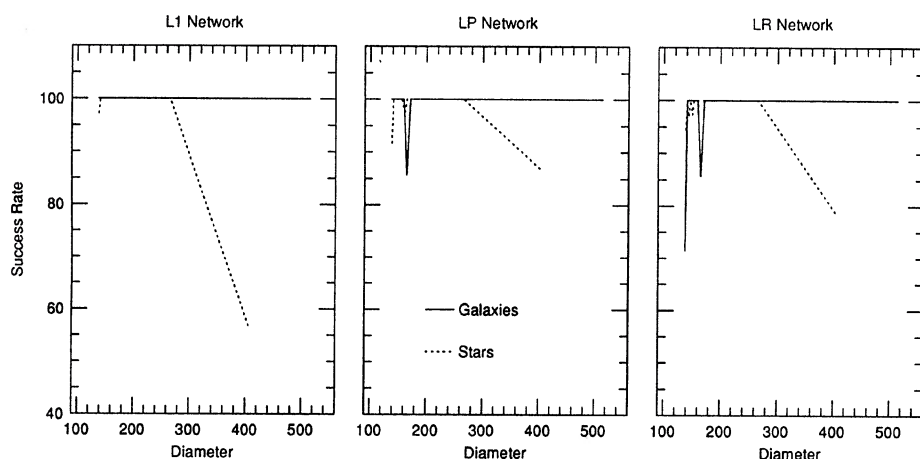 L1 Network
LP Network
LR Network
Success Rate
100
80
60
40
Galaxies
Stars
100 200 300 400 500
100 200 300 400 500
100 200 300 400 500
Diameter
Diameter
Diameter